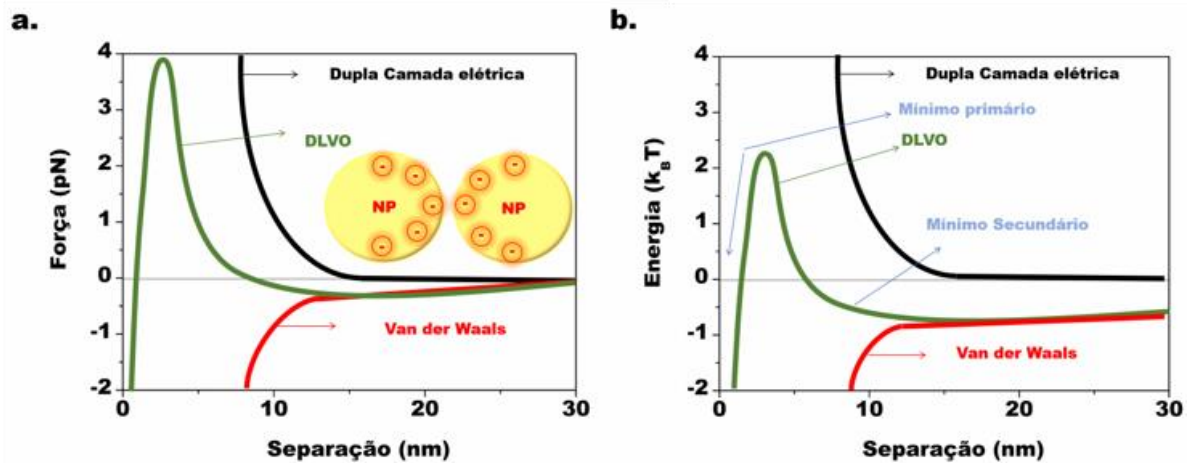 a.
4
3
2
1
0
-1
-2
Força (pN)
Dupla Camada elétrica
DLVO
NP
NP
-
-
-
-
-
-
-
-
-
-
Van der Waals
0
10
20
30
Separação (nm)
b.
4
3
2
1
0
-1
-2
Energia (kBT)
Dupla Camada elétrica
Mínimo primário
DLVO
Mínimo Secundário
Van der Waals
0
10
20
30
Separação (nm)